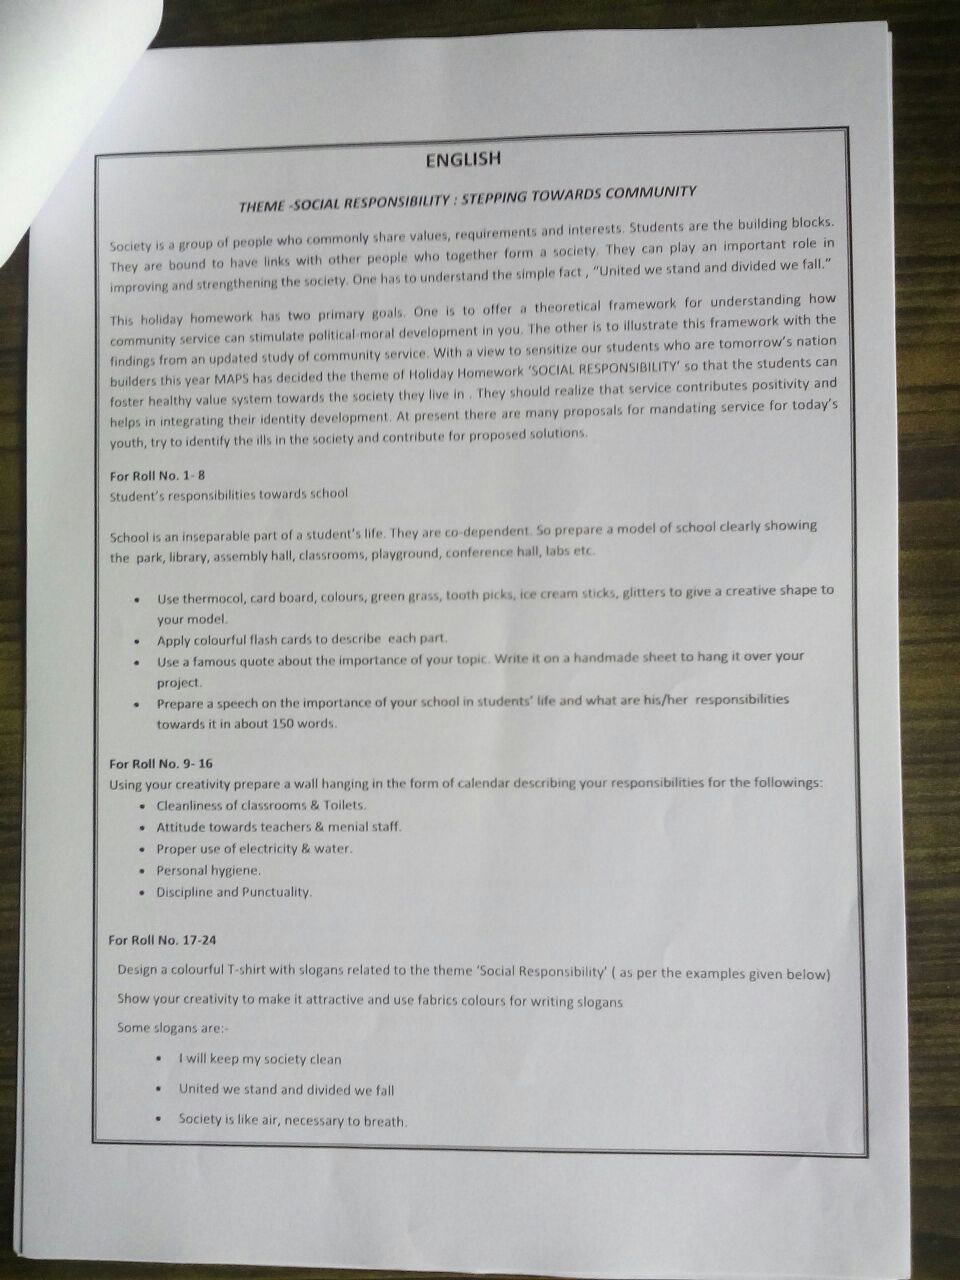 ENGLISH
THEME -SOCIAL RESPONSIBILITY : STEPPING TOWARDS COMMUNITY
Society is a group of people who commonly share values, requirements and interests. Students are the building blocks.
They are bound to have links with other people who together form a society. They can play an important role in
improving and strengthening the society. One has to understand the simple fact , “United we stand and divided we fall.”
This holiday homework has two primary goals. One is to offer a theoretical framework for understanding how
community service can stimulate political-moral development in you. The other is to illustrate this framework with the
findings from an updated study of community service. With a view to sensitize our students who are tomorrow’s nation
builders this year MAPS has decided the theme of Holiday Homework ‘SOCIAL RESPONSIBILITY’ so that the students can
foster healthy value system towards the society they live in . They should realize that service contributes positivity and
helps in integrating their identity development. At present there are many proposals for mandating service for today’s
youth, try to identify the ills in the society and contribute for proposed solutions.
For Roll No. 1- 8
Student’s responsibilities towards school
School is an inseparable part of a student’s life. They are co-dependent. So prepare a model of school clearly showing
the park, library, assembly hall, classrooms, playground, conference hall, labs etc.
• Use thermocol, card board, colours, green grass, tooth picks, ice cream sticks, glitters to give a creative shape to
your model.
• Apply colourful flash cards to describe each part.
• Use a famous quote about the importance of your topic. Write it on a handmade sheet to hang it over your
project.
• Prepare a speech on the importance of your school in students’ life and what are his/her responsibilities
towards it in about 150 words.
For Roll No. 9- 16
Using your creativity prepare a wall hanging in the form of calendar describing your responsibilities for the followings:
• Cleanliness of classrooms & Toilets.
• Attitude towards teachers & menial staff.
• Proper use of electricity & water.
• Personal hygiene.
• Discipline and Punctuality.
For Roll No. 17-24
Design a colourful T-shirt with slogans related to the theme ‘Social Responsibility’ ( as per the examples given below)
Show your creativity to make it attractive and use fabrics colours for writing slogans
Some slogans are:-
• I will keep my society clean
• United we stand and divided we fall
• Society is like air, necessary to breath.